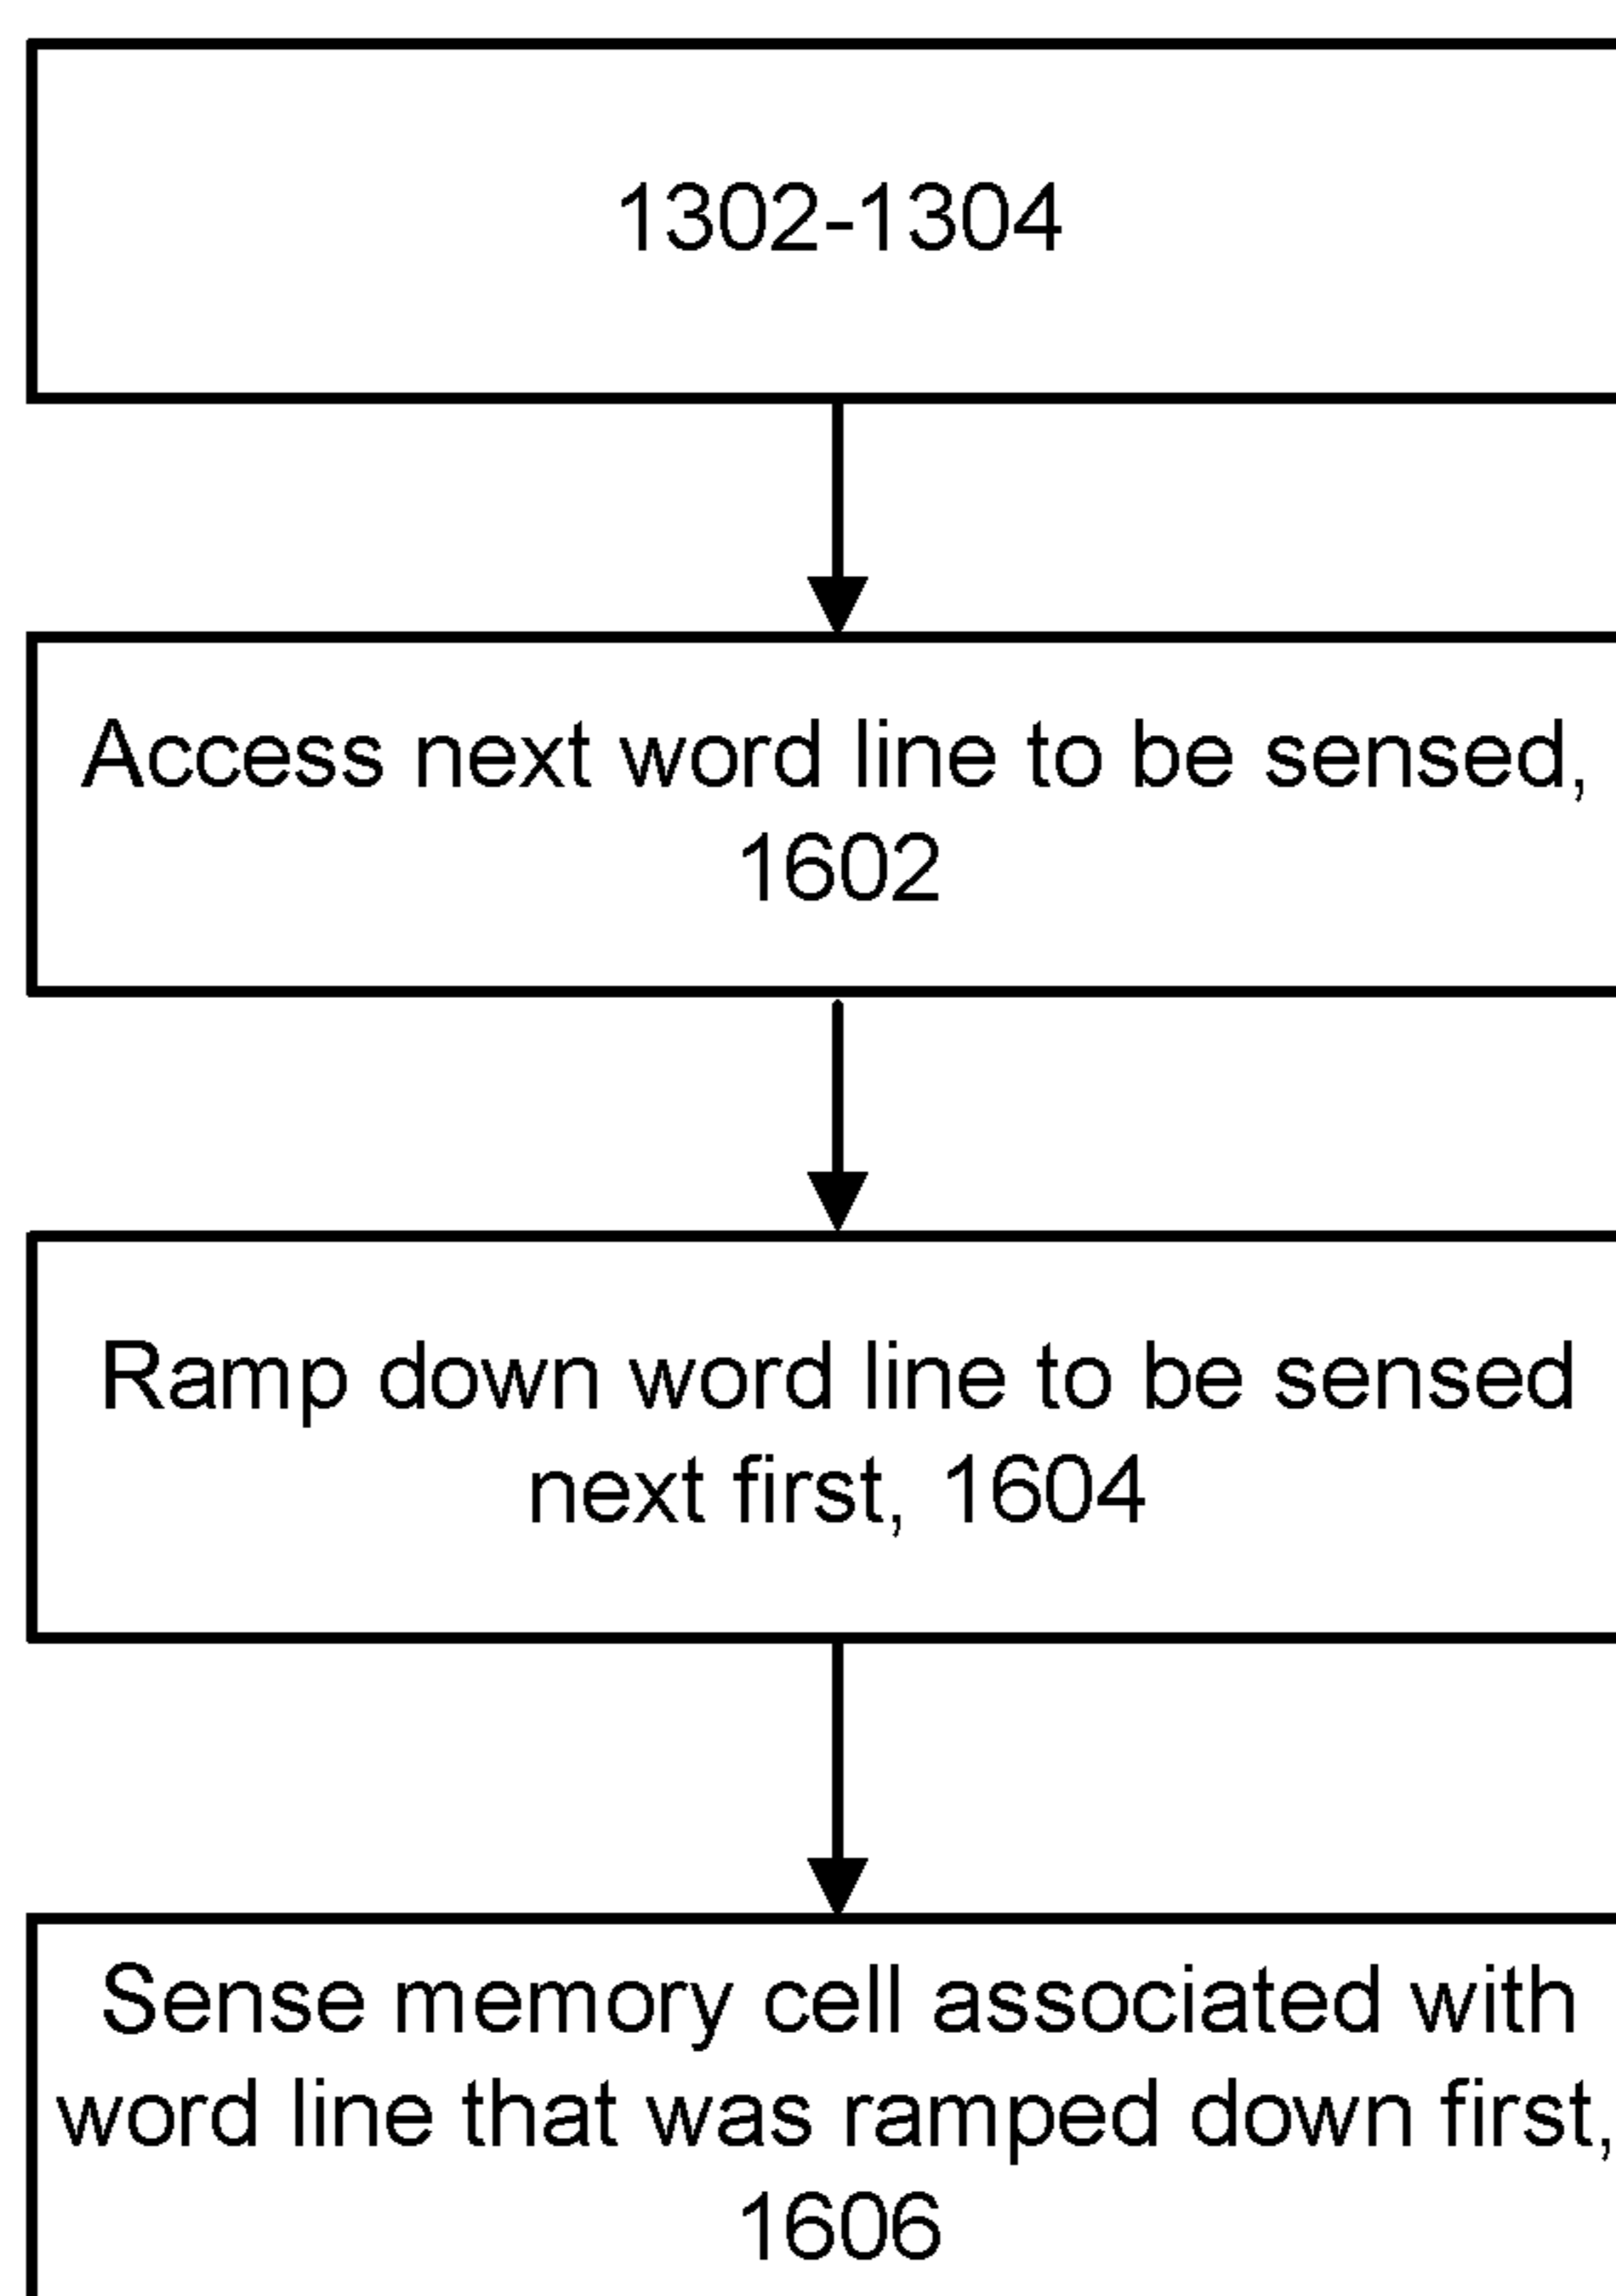 1302-1304
Access next word line to be sensed,
1602
Ramp down word line to be sensed
next first, 1604
Sense memory cell associated with
word line that was ramped down first,
1606